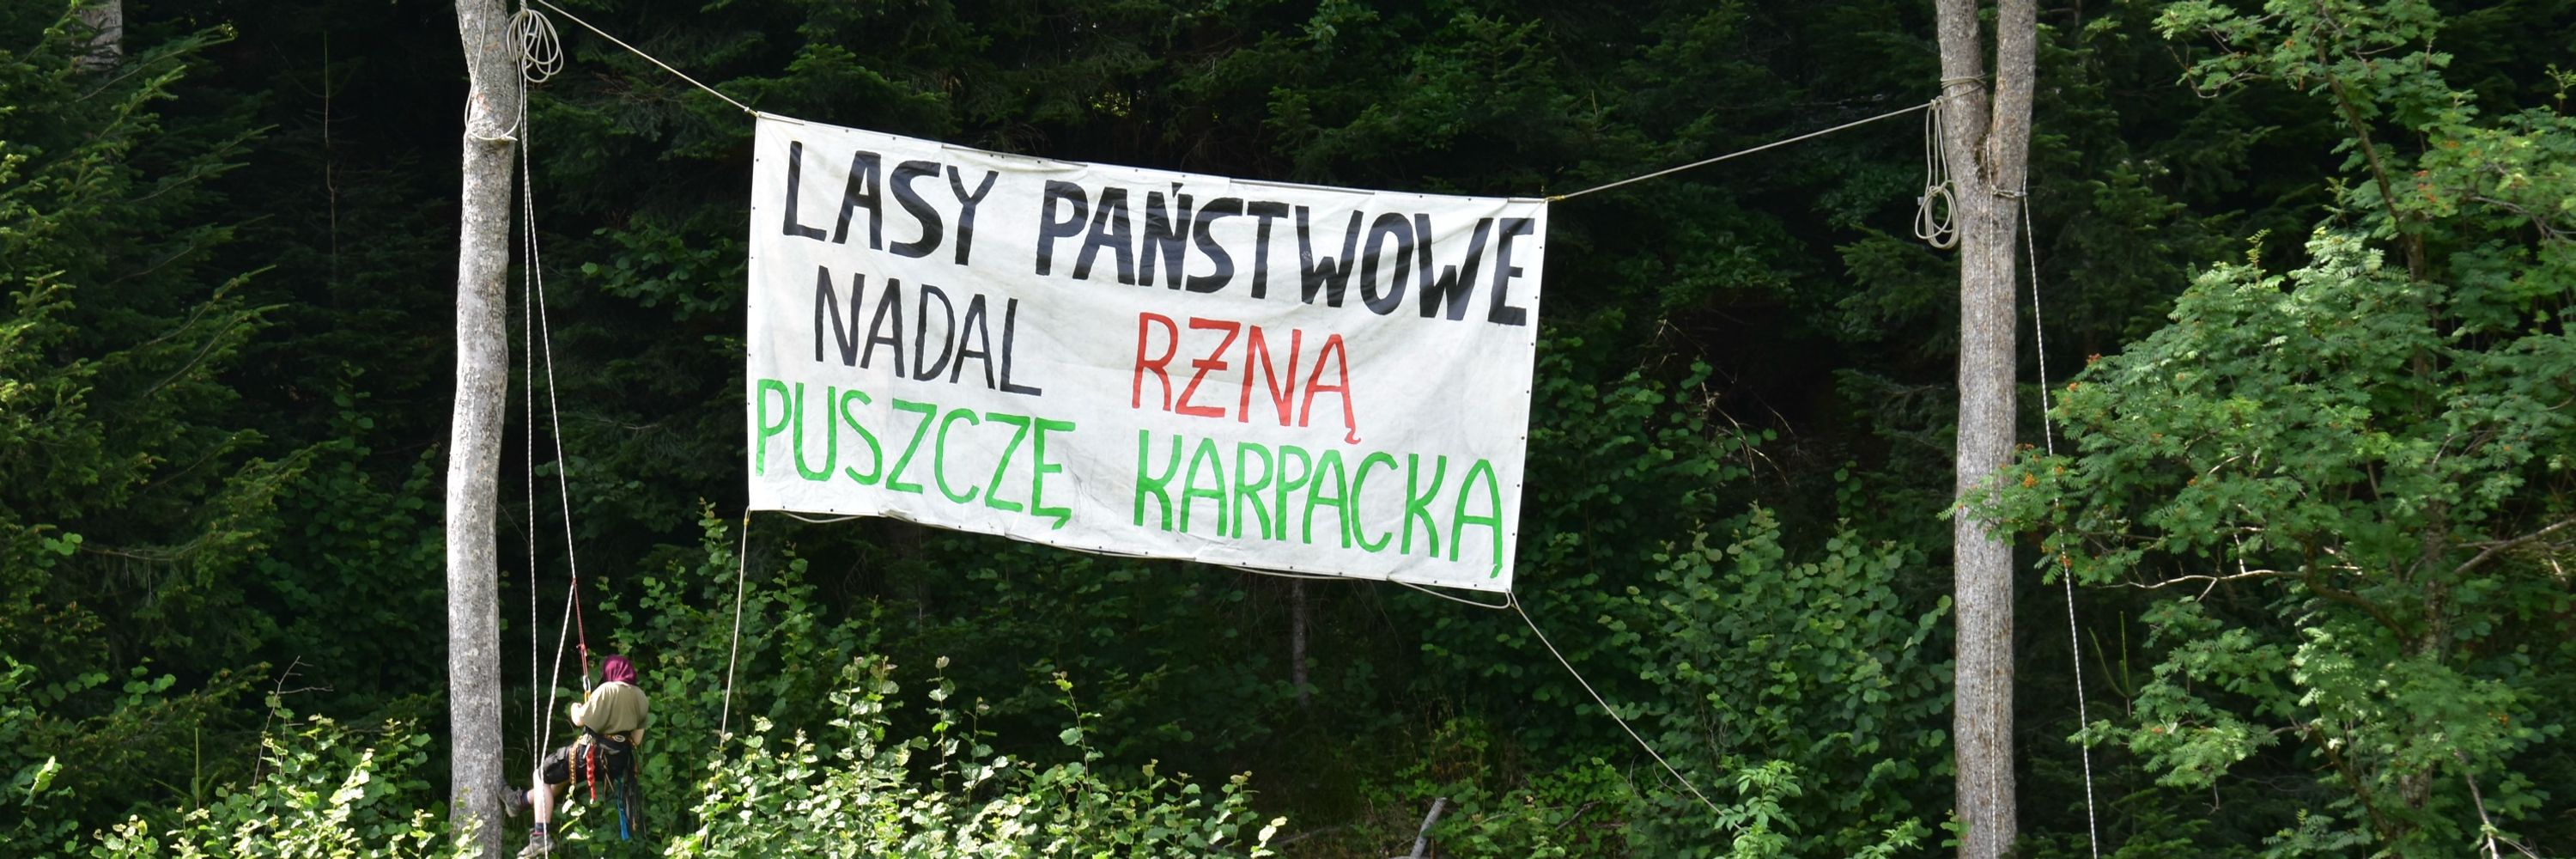 LASY PAŃSTWOWE
NADAL RŻNĄ
PUSZCZĘ KARPACKĄ